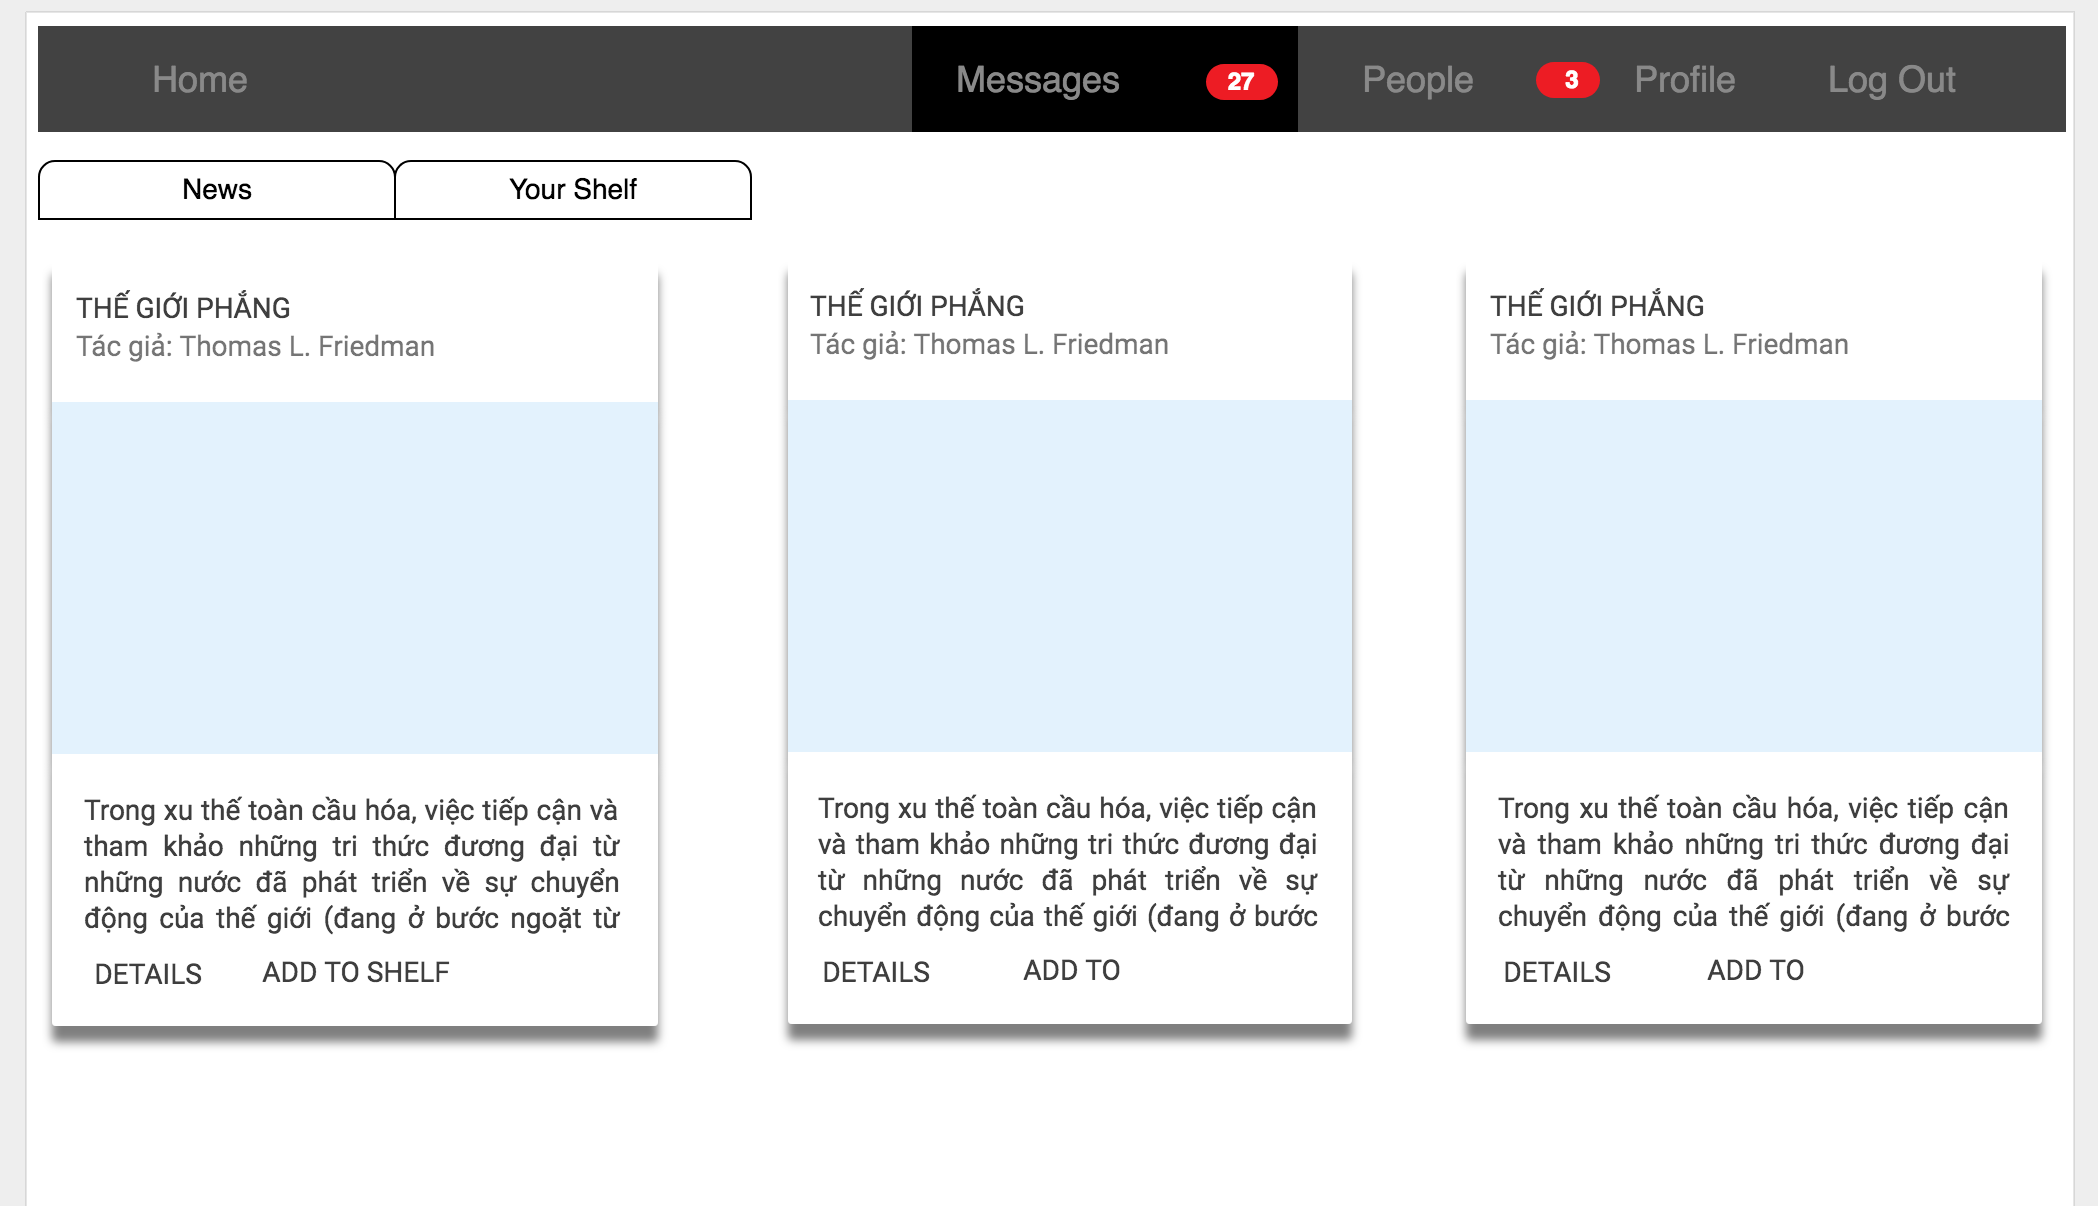 Home Messages 27 People 3 Profile Log Out
News Your Shelf
THẾ GIỚI PHẲNG
Tác giả: Thomas L. Friedman
Trong xu thế toàn cầu hóa, việc tiếp cận và
tham khảo những tri thức đương đại từ
những nước đã phát triển về sự chuyển
động của thế giới (đang ở bước ngoặt từ
DETAILS ADD TO SHELF
THẾ GIỚI PHẲNG
Tác giả: Thomas L. Friedman
Trong xu thế toàn cầu hóa, việc tiếp cận
và tham khảo những tri thức đương đại
từ những nước đã phát triển về sự
chuyển động của thế giới (đang ở bước
DETAILS ADD TO
THẾ GIỚI PHẲNG
Tác giả: Thomas L. Friedman
Trong xu thế toàn cầu hóa, việc tiếp cận
và tham khảo những tri thức đương đại
từ những nước đã phát triển về sự
chuyển động của thế giới (đang ở bước
DETAILS ADD TO